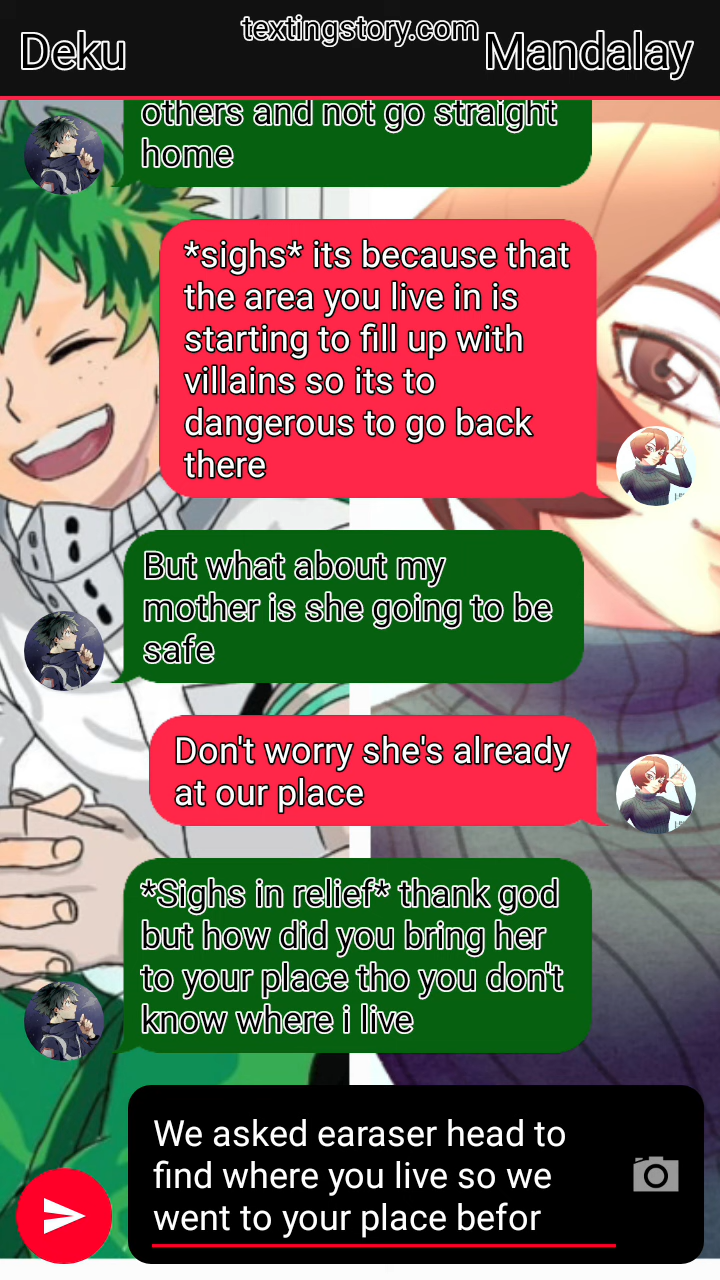 textingstory.com
Deku
Mandalay
others and not go straight
home
*sighs* its because that
the area you live in is
starting to fill up with
villains so its to
dangerous to go back
there
But what about my
mother is she going to be
safe
Don't worry she's already
at our place
*Sighs in relief* thank god
but how did you bring her
to your place tho you don't
know where i live
We asked earaser head to
find where you live so we
went to your place befor